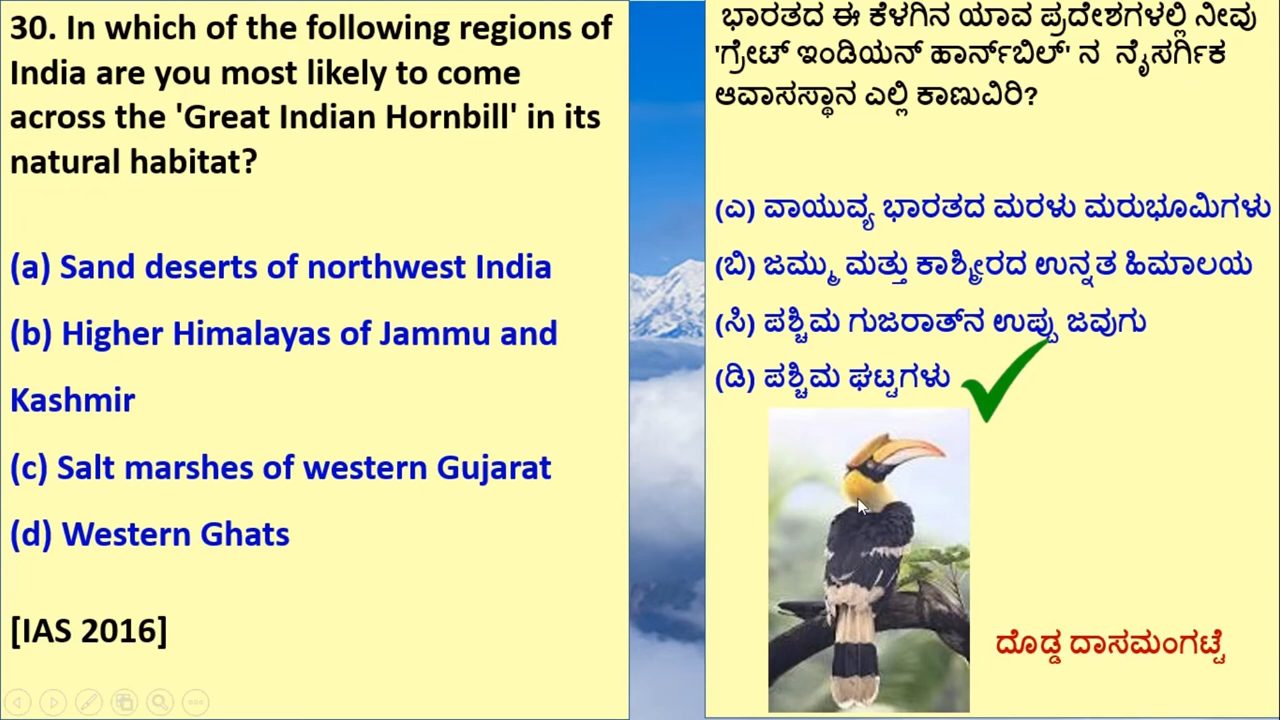 30. In which of the following regions of
India are you most likely to come
across the 'Great Indian Hornbill' in its
natural habitat?
(a) Sand deserts of northwest India
(b) Higher Himalayas of Jammu and
Kashmir
(c) Salt marshes of western Gujarat
(d) Western Ghats
[IAS 2016]
ಭಾರತದ ಈ ಕೆಳಗಿನ ಯಾವ ಪ್ರದೇಶಗಳಲ್ಲಿ ನೀವು
'ಗ್ರೇಟ್ ಇಂಡಿಯನ್ ಹಾರ್ನ್‌ಬಿಲ್' ನ ನೈಸರ್ಗಿಕ
ಆವಾಸಸ್ಥಾನ ಎಲ್ಲಿ ಕಾಣುವಿರಿ?
(ಎ) ವಾಯುವ್ಯ ಭಾರತದ ಮರಳು ಮರುಭೂಮಿಗಳು
(ಬಿ) ಜಮ್ಮು ಮತ್ತು ಕಾಶ್ಮೀರದ ಉನ್ನತ ಹಿಮಾಲಯ
(ಸಿ) ಪಶ್ಚಿಮ ಗುಜರಾತ್‌ನ ಉಪ್ಪು ಜವುಗು
(ಡಿ) ಪಶ್ಚಿಮ ಘಟ್ಟಗಳು
ದೊಡ್ಡ ದಾಸಮಂಗಟ್ಟೆ